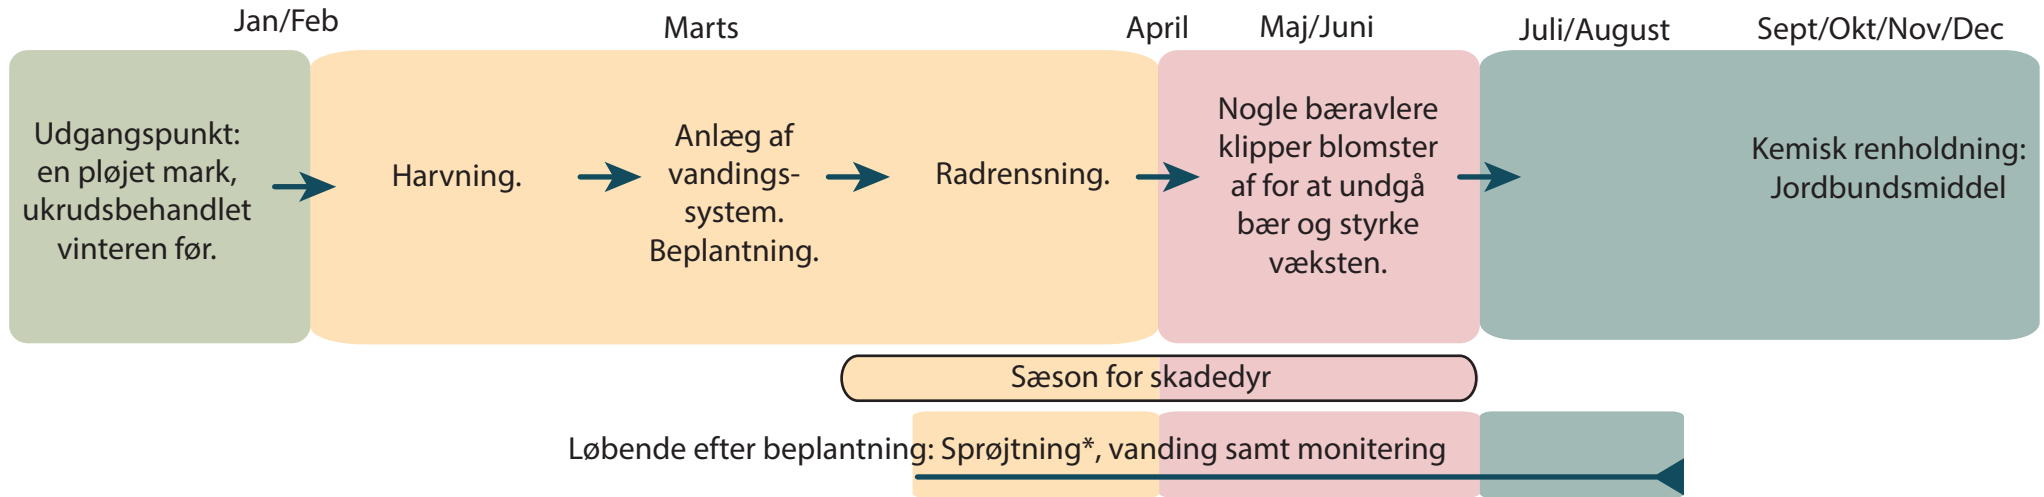 Jan/Feb
Marts
April
Maj/Juni
Juli/August
Sept/Okt/Nov/Dec
Udgangspunkt:
en pløjet mark,
ukrudsbehandlet
vinteren før.
Harvning.
Anlæg af
vandings-
system.
Beplantning.
Radrensning.
Nogle bæravlere
klipper blomster
af for at undgå
bær og styrke
væksten.
Kemisk renholdning:
Jordbundsmiddel
Sæson for skadedyr
Løbende efter beplantning: Sprøjtning*, vanding samt monitering